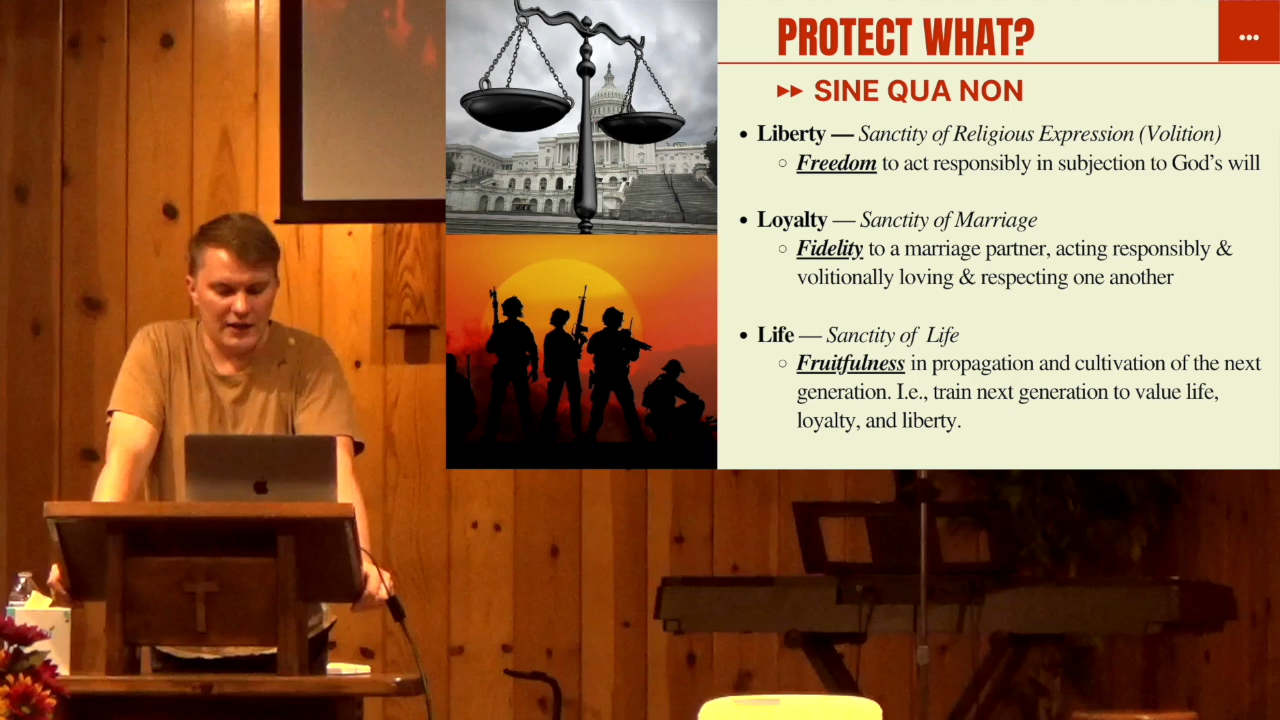 PROTECT WHAT?
SINE QUA NON
• Liberty — Sanctity of Religious Expression (Volition)
○ Freedom to act responsibly in subjection to God's will
• Loyalty — Sanctity of Marriage
○ Fidelity to a marriage partner, acting responsibly &
volitionally loving & respecting one another
• Life — Sanctity of Life
○ Fruitfulness in propagation and cultivation of the next
generation. I.e., train next generation to value life,
loyalty, and liberty.